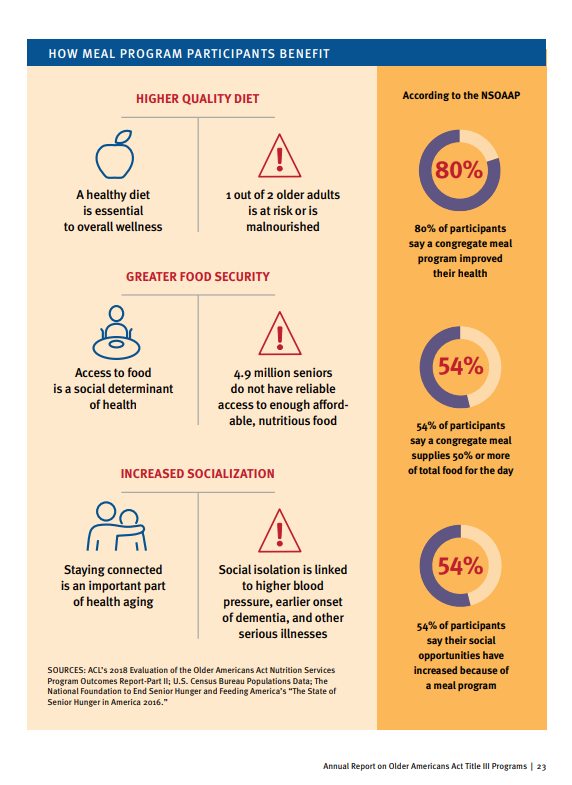 HOW MEAL PROGRAM PARTICIPANTS BENEFIT
HIGHER QUALITY DIET
A healthy diet
is essential
to overall wellness
1 out of 2 older adults
is at risk or is
malnourished
GREATER FOOD SECURITY
Access to food
is a social determinant
of health
4.9 million seniors
do not have reliable
access to enough afford-
able, nutritious food
INCREASED SOCIALIZATION
Staying connected
is an important part
of health aging
Social isolation is linked
to higher blood
pressure, earlier onset
of dementia, and other
serious illnesses
SOURCES: ACL’s 2018 Evaluation of the Older Americans Act Nutrition Services
Program Outcomes Report-Part II; U.S. Census Bureau Populations Data; The
National Foundation to End Senior Hunger and Feeding America’s “The State of
Senior Hunger in America 2016.”
According to the NSOAAP
80%
80% of participants
say a congregate meal
program improved
their health
54%
54% of participants
say a congregate meal
supplies 50% or more
of total food for the day
54%
54% of participants
say their social
opportunities have
increased because of
a meal program
Annual Report on Older Americans Act Title III Programs | 23